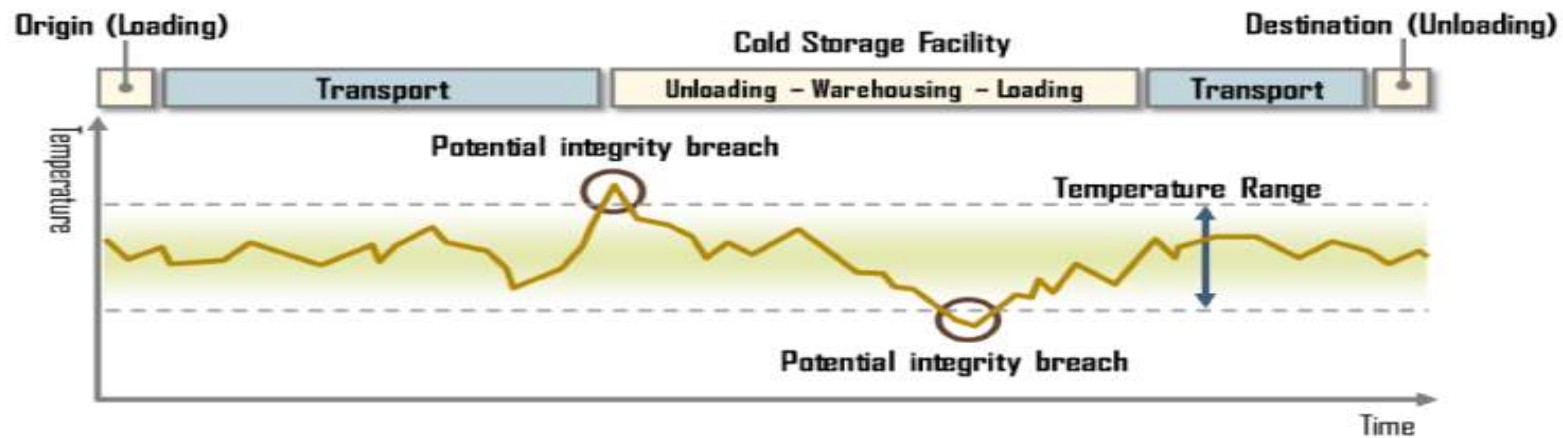 Origin (Loading)
Destination (Unloading)
Cold Storage Facility
Transport
Unloading - Warehousing - Loading
Transport
Temperature
Potential integrity breach
Temperature Range
Potential integrity breach
Time